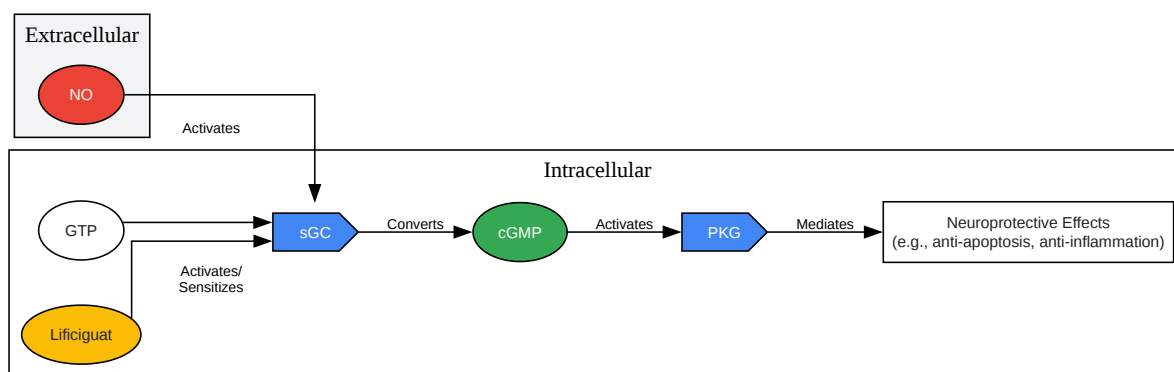 Extracellular
NO
Activates
Intracellular
GTP
sGC
Converts
cGMP
Activates
PKG
Mediates
Neuroprotective Effects
(e.g., anti-apoptosis, anti-inflammation)
Activates/
Sensitizes
Lificiguat